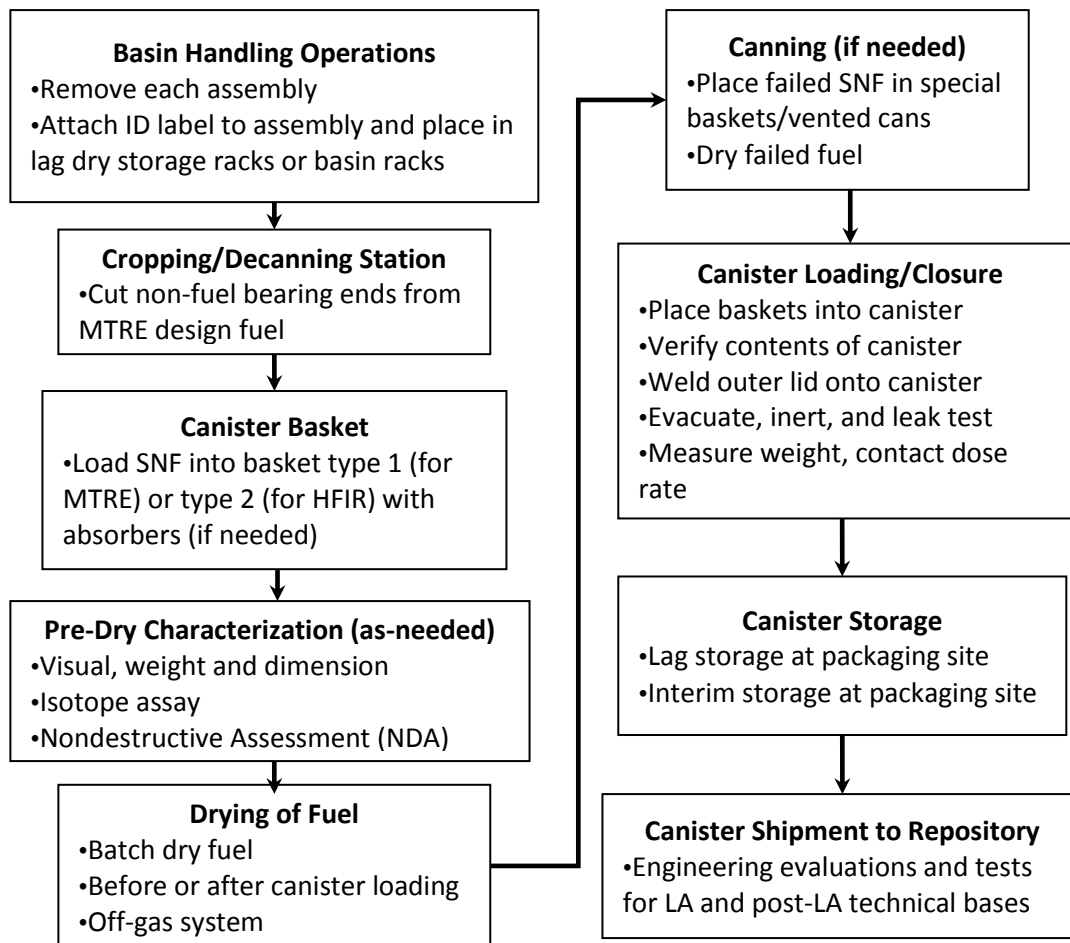 Basin Handling Operations
•Remove each assembly
•Attach ID label to assembly and place in
lag dry storage racks or basin racks
Cropping/Decanning Station
•Cut non-fuel bearing ends from
MTRE design fuel
Canister Basket
•Load SNF into basket type 1 (for
MTRE) or type 2 (for HFIR) with
absorbers (if needed)
Pre-Dry Characterization (as-needed)
•Visual, weight and dimension
•Isotope assay
•Nondestructive Assessment (NDA)
Drying of Fuel
•Batch dry fuel
•Before or after canister loading
•Off-gas system
Canning (if needed)
•Place failed SNF in special
baskets/vented cans
•Dry failed fuel
Canister Loading/Closure
•Place baskets into canister
•Verify contents of canister
•Weld outer lid onto canister
•Evacuate, inert, and leak test
•Measure weight, contact dose
rate
Canister Storage
•Lag storage at packaging site
•Interim storage at packaging site
Canister Shipment to Repository
•Engineering evaluations and tests
for LA and post-LA technical bases